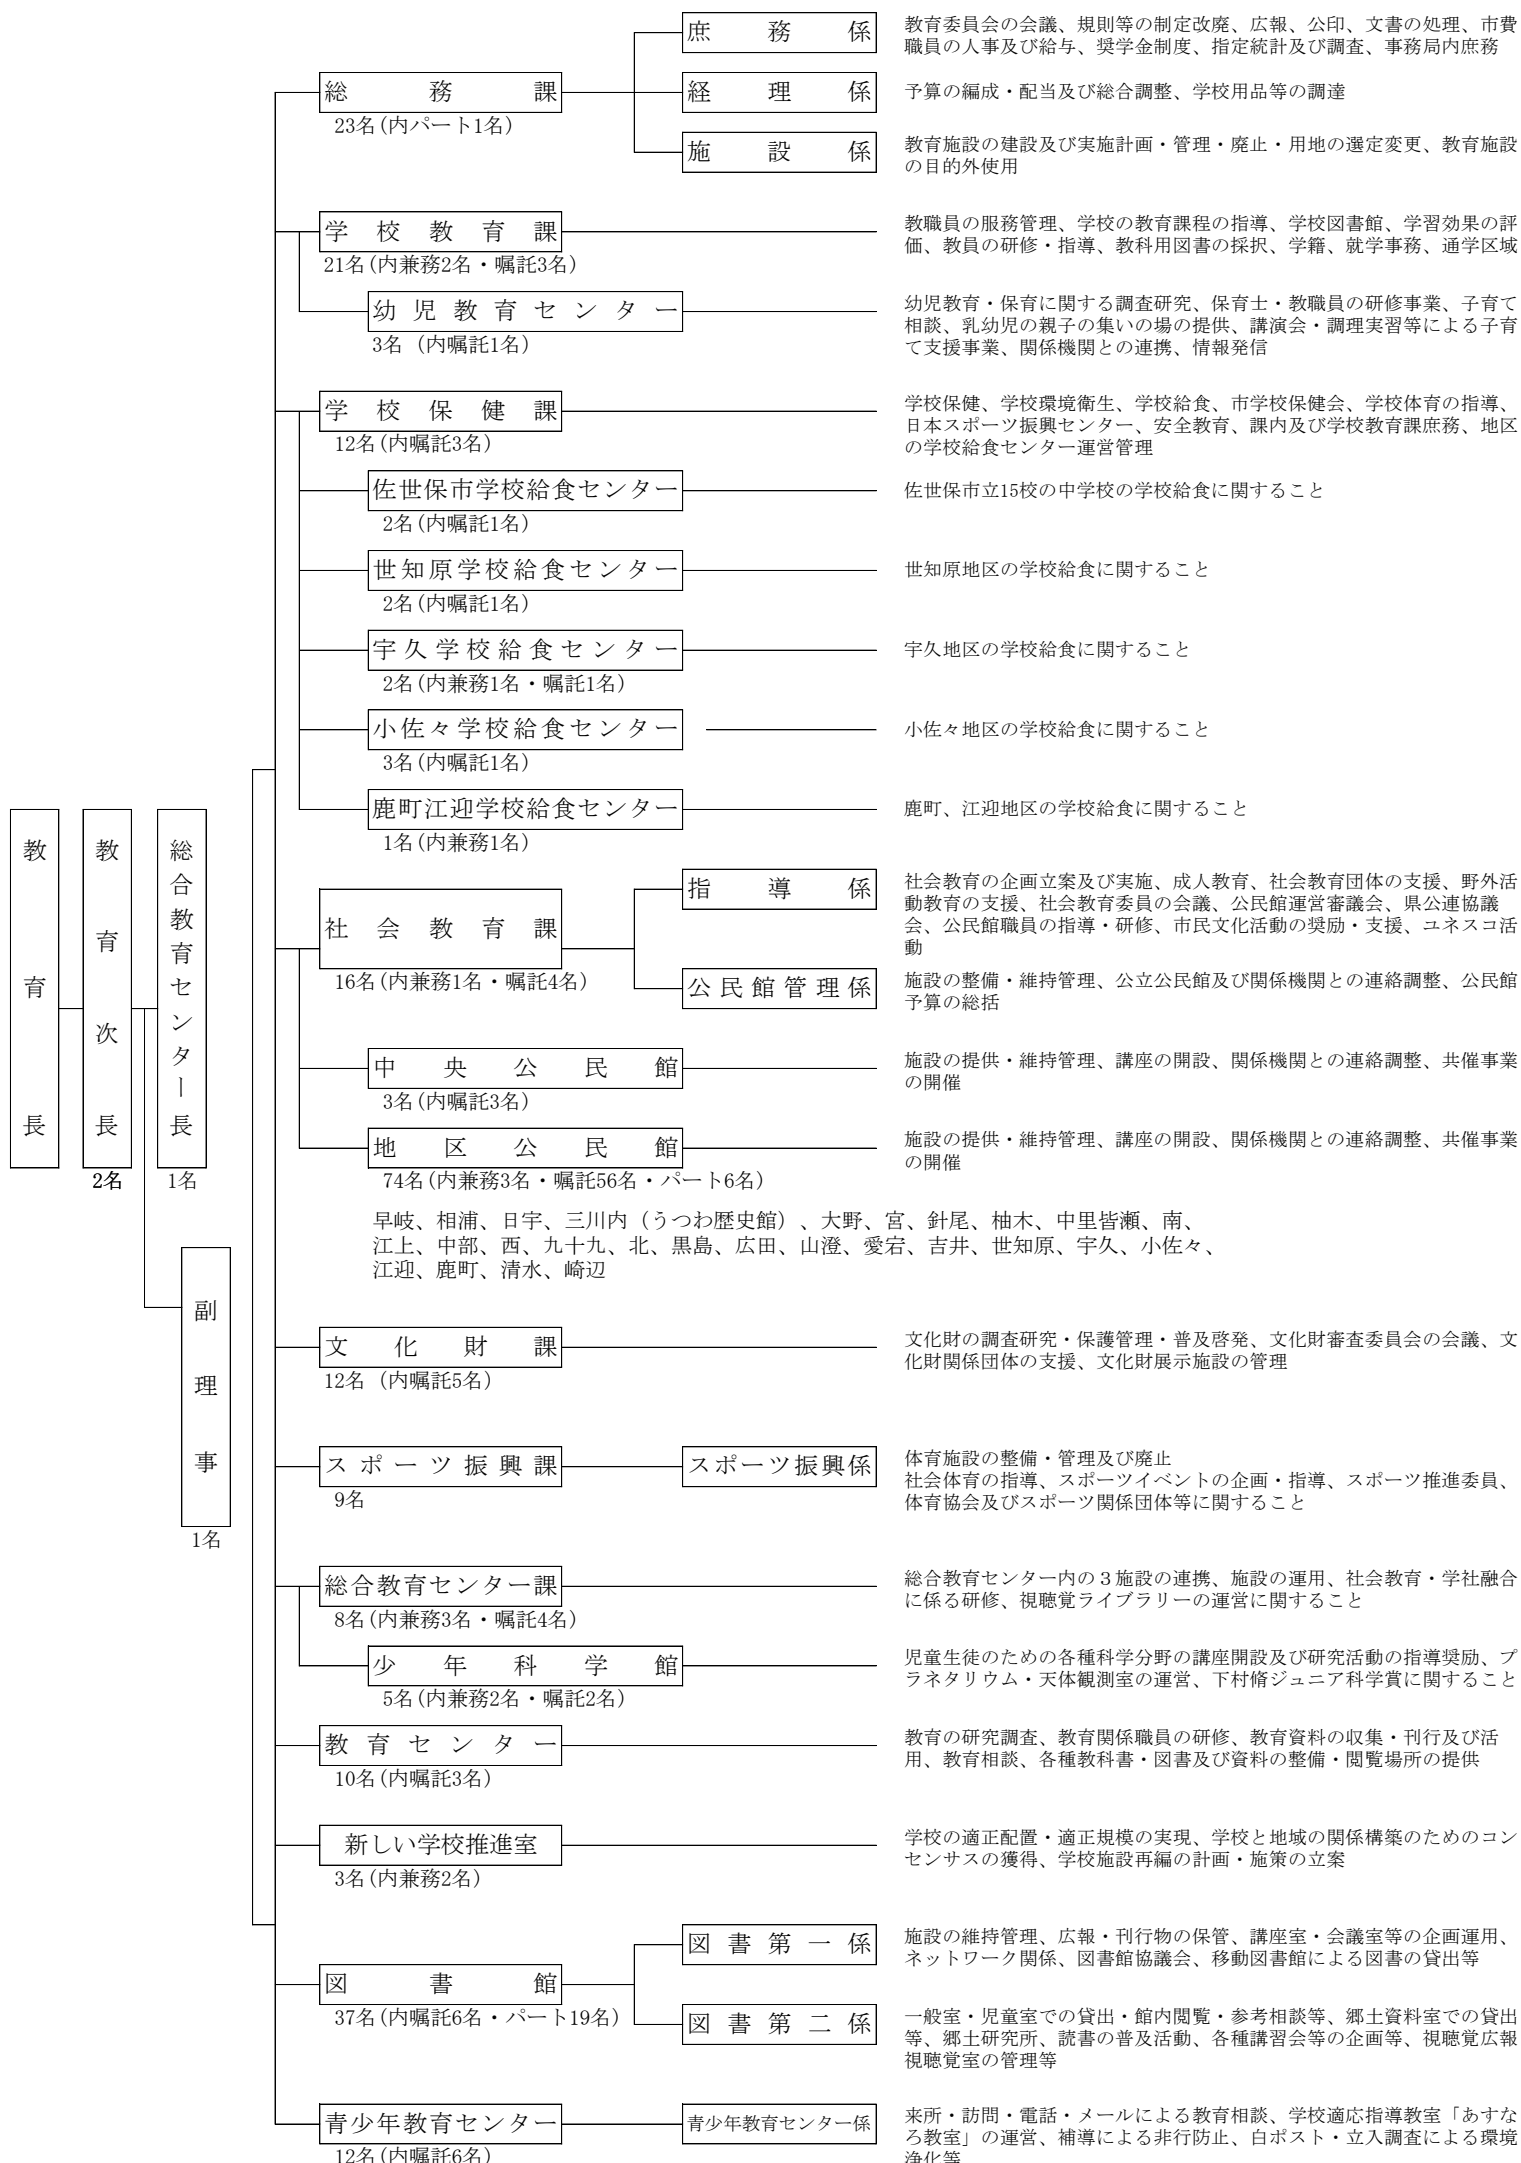 教育長
教育次長
2名
総合教育センター長
1名
副理事
1名
総務課
23名(内パート1名)
庶務係
教育委員会の会議、規則等の制定改廃、広報、公印、文書の処理、市費
職員の人事及び給与、奨学金制度、指定統計及び調査、事務局内庶務
経理係
予算の編成・配当及び総合調整、学校用品等の調達
施設係
教育施設の建設及び実施計画・管理・廃止・用地の選定変更、教育施設
の目的外使用
学校教育課
21名(内兼務2名・嘱託3名)
教職員の服務管理、学校の教育課程の指導、学校図書館、学習効果の評
価、教員の研修・指導、教科用図書の採択、学籍、就学事務、通学区域
幼児教育センター
3名 (内嘱託1名)
幼児教育・保育に関する調査研究、保育士・教職員の研修事業、子育て
相談、乳幼児の親子の集いの場の提供、講演会・調理実習等による子育
て支援事業、関係機関との連携、情報発信
学校保健課
12名(内嘱託3名)
学校保健、学校環境衛生、学校給食、市学校保健会、学校体育の指導、
日本スポーツ振興センター、安全教育、課内及び学校教育課庶務、地区
の学校給食センター運営管理
佐世保市学校給食センター
2名(内嘱託1名)
佐世保市立15校の中学校の学校給食に関すること
世知原学校給食センター
2名(内嘱託1名)
世知原地区の学校給食に関すること
宇久学校給食センター
2名(内兼務1名・嘱託1名)
宇久地区の学校給食に関すること
小佐々学校給食センター
3名(内嘱託1名)
小佐々地区の学校給食に関すること
鹿町江迎学校給食センター
1名(内兼務1名)
鹿町、江迎地区の学校給食に関すること
社会教育課
16名(内兼務1名・嘱託4名)
指導係
社会教育の企画立案及び実施、成人教育、社会教育団体の支援、野外活
動教育の支援、社会教育委員の会議、公民館運営審議会、県公連協議
会、公民館職員の指導・研修、市民文化活動の奨励・支援、ユネスコ活
動
公民館管理係
施設の整備・維持管理、公立公民館及び関係機関との連絡調整、公民館
予算の総括
中央公民館
3名(内嘱託3名)
施設の提供・維持管理、講座の開設、関係機関との連絡調整、共催事業
の開催
地区公民館
74名(内兼務3名・嘱託56名・パート6名)
施設の提供・維持管理、講座の開設、関係機関との連絡調整、共催事業
の開催
早岐、相浦、日宇、三川内（うつわ歴史館）、大野、宮、針尾、柚木、中里皆瀬、南、
江上、中部、西、九十九、北、黒島、広田、山澄、愛宕、吉井、世知原、宇久、小佐々、
江迎、鹿町、清水、崎辺
文化財課
12名 (内嘱託5名)
文化財の調査研究・保護管理・普及啓発、文化財審査委員会の会議、文
化財関係団体の支援、文化財展示施設の管理
スポーツ振興課
9名
スポーツ振興係
体育施設の整備・管理及び廃止
社会体育の指導、スポーツイベントの企画・指導、スポーツ推進委員、
体育協会及びスポーツ関係団体等に関すること
総合教育センター課
8名(内兼務3名・嘱託4名)
総合教育センター内の３施設の連携、施設の運用、社会教育・学社融合
に係る研修、視聴覚ライブラリーの運営に関すること
少年科学館
5名(内兼務2名・嘱託2名)
児童生徒のための各種科学分野の講座開設及び研究活動の指導奨励、プ
ラネタリウム・天体観測室の運営、下村脩ジュニア科学賞に関すること
教育センター
10名(内嘱託3名)
教育の研究調査、教育関係職員の研修、教育資料の収集・刊行及び活
用、教育相談、各種教科書・図書及び資料の整備・閲覧場所の提供
新しい学校推進室
3名(内兼務2名)
学校の適正配置・適正規模の実現、学校と地域の関係構築のためのコン
センサスの獲得、学校施設再編の計画・施策の立案
図書館
37名(内嘱託6名・パート19名)
図書第一係
施設の維持管理、広報・刊行物の保管、講座室・会議室等の企画運用、
ネットワーク関係、図書館協議会、移動図書館による図書の貸出等
図書第二係
一般室・児童室での貸出・館内閲覧・参考相談等、郷土資料室での貸出
等、郷土研究所、読書の普及活動、各種講習会等の企画等、視聴覚広報
視聴覚室の管理等
青少年教育センター
12名(内嘱託6名)
青少年教育センター係
来所・訪問・電話・メールによる教育相談、学校適応指導教室「あすな
ろ教室」の運営、補導による非行防止、白ポスト・立入調査による環境
浄化等